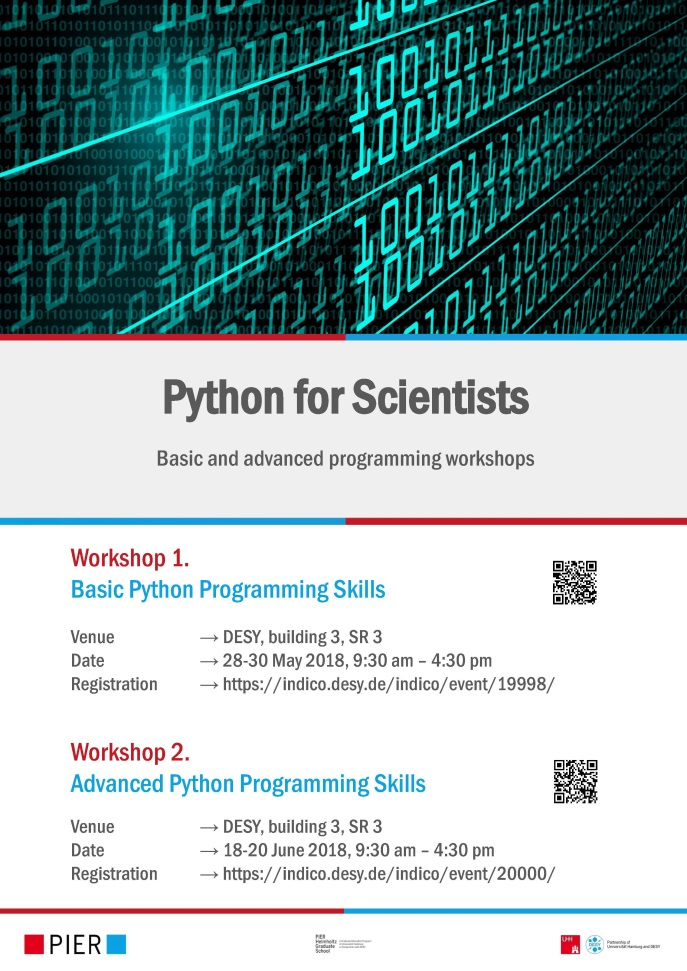 Python for Scientists
Basic and advanced programming workshops
Workshop 1.
Basic Python Programming Skills
Venue → DESY, building 3, SR 3
Date → 28-30 May 2018, 9:30 am – 4:30 pm
Registration → https://indico.desy.de/indico/event/19998/
Workshop 2.
Advanced Python Programming Skills
Venue → DESY, building 3, SR 3
Date → 18-20 June 2018, 9:30 am – 4:30 pm
Registration → https://indico.desy.de/indico/event/20000/
PIER
PIER
Helmholtz
Graduate
School
DESY
Partnership of
Universität Hamburg and DESY